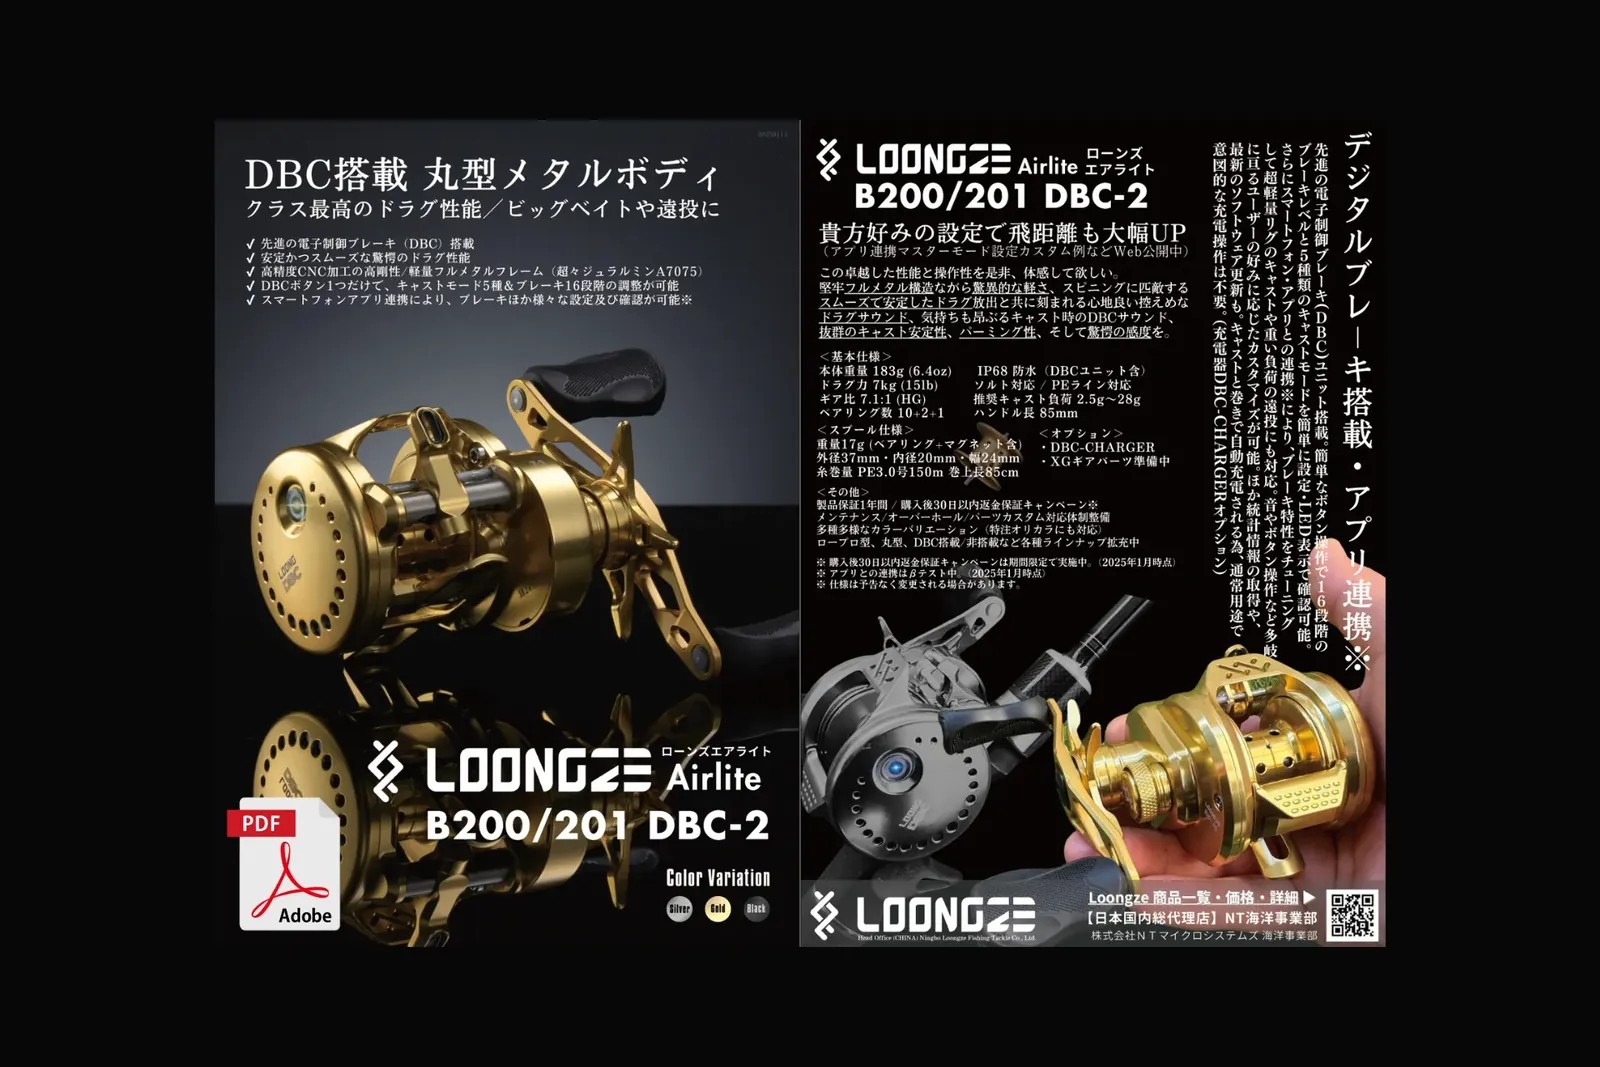 DBC搭載 丸型メタルボディ
クラス最高のドラグ性能／ビッグベイトや遠投に
✓ 先進の電子制御ブレーキ（DBC）搭載
✓ 安定かつスムーズな驚愕のドラグ性能
✓ 高精度CNC加工の高剛性/軽量フルメタルフレーム（超々ジュラルミンA7075）
✓ DBCボタン1つだけで、キャストモード5種＆ブレーキ16段階の調整が可能
✓ スマートフォンアプリ連携により、ブレーキほか様々な設定及び確認が可能※
LOONG
DBC
LOONGZE
ローンズエアライト
Airlite
B200/201 DBC-2
Color Variation
Silver
Gold
Black
PDF
Adobe
LOONGZE Airlite ローンズ
エアライト
B200/201 DBC-2
貴方好みの設定で飛距離も大幅UP
（アプリ連携マスターモード設定カスタム例などWeb公開中）
この卓越した性能と操作性を是非、体感して欲しい。
堅牢フルメタル構造ながら驚異的な軽さ、スピニングに匹敵する
スムーズで安定したドラグ放出と共に刻まれる心地良い控えめな
ドラグサウンド、気持ちも昂ぶるキャスト時のDBCサウンド、
抜群のキャスト安定性、パーミング性、そして驚愕の感度を。
＜基本仕様＞
本体重量 183g (6.4oz)
ドラグ力 7kg (15lb)
ギア比 7.1:1 (HG)
ベアリング数 10+2+1
IP68 防水（DBCユニット含）
ソルト対応 / PEライン対応
推奨キャスト負荷 2.5g～28g
ハンドル長 85mm
＜スプール仕様＞
重量17g (ベアリング+マグネット含)
外径37mm・内径20mm・幅24mm
糸巻量 PE3.0号150m 巻上長85cm
＜オプション＞
・DBC-CHARGER
・XGギアパーツ準備中
＜その他＞
製品保証1年間 / 購入後30日以内返金保証キャンペーン※
メンテナンス/オーバーホール/パーツカスタム対応体制整備
多種多様なカラーバリエーション（特注オリカラにも対応）
ロープロ型、丸型、DBC搭載/非搭載など各種ラインナップ拡充中
※ 購入後30日以内返金保証キャンペーンは期間限定で実施中。（2025年1月時点）
※ アプリとの連携はβテスト中。（2025年1月時点）
※ 仕様は予告なく変更される場合があります。
デジタルブレーキ搭載・アプリ連携※
先進の電子制御ブレーキ(DBC)ユニット搭載。簡単なボタン操作で16段階の
ブレーキレベルと5種類のキャストモードを簡単に設定・LED表示で確認可能。
さらにスマートフォン・アプリとの連携※により、ブレーキ特性をチューニング
して超軽量リグのキャストや重い負荷の遠投にも対応。音やボタン操作など多岐
に亘るユーザーの好みに応じたカスタマイズが可能。ほか統計情報の取得や、
最新のソフトウェア更新も。キャストと巻きで自動充電される為、通常用途で
意図的な充電操作は不要。(充電器DBC-CHARGERオプション)
LOONGZE
Head Office (CHINA) Ningbo Loongze Fishing Tackle Co., Ltd
Loongze 商品一覧・価格・詳細 ▶
【日本国内総代理店】NT海洋事業部
株式会社NTマイクロシステムズ 海洋事業部